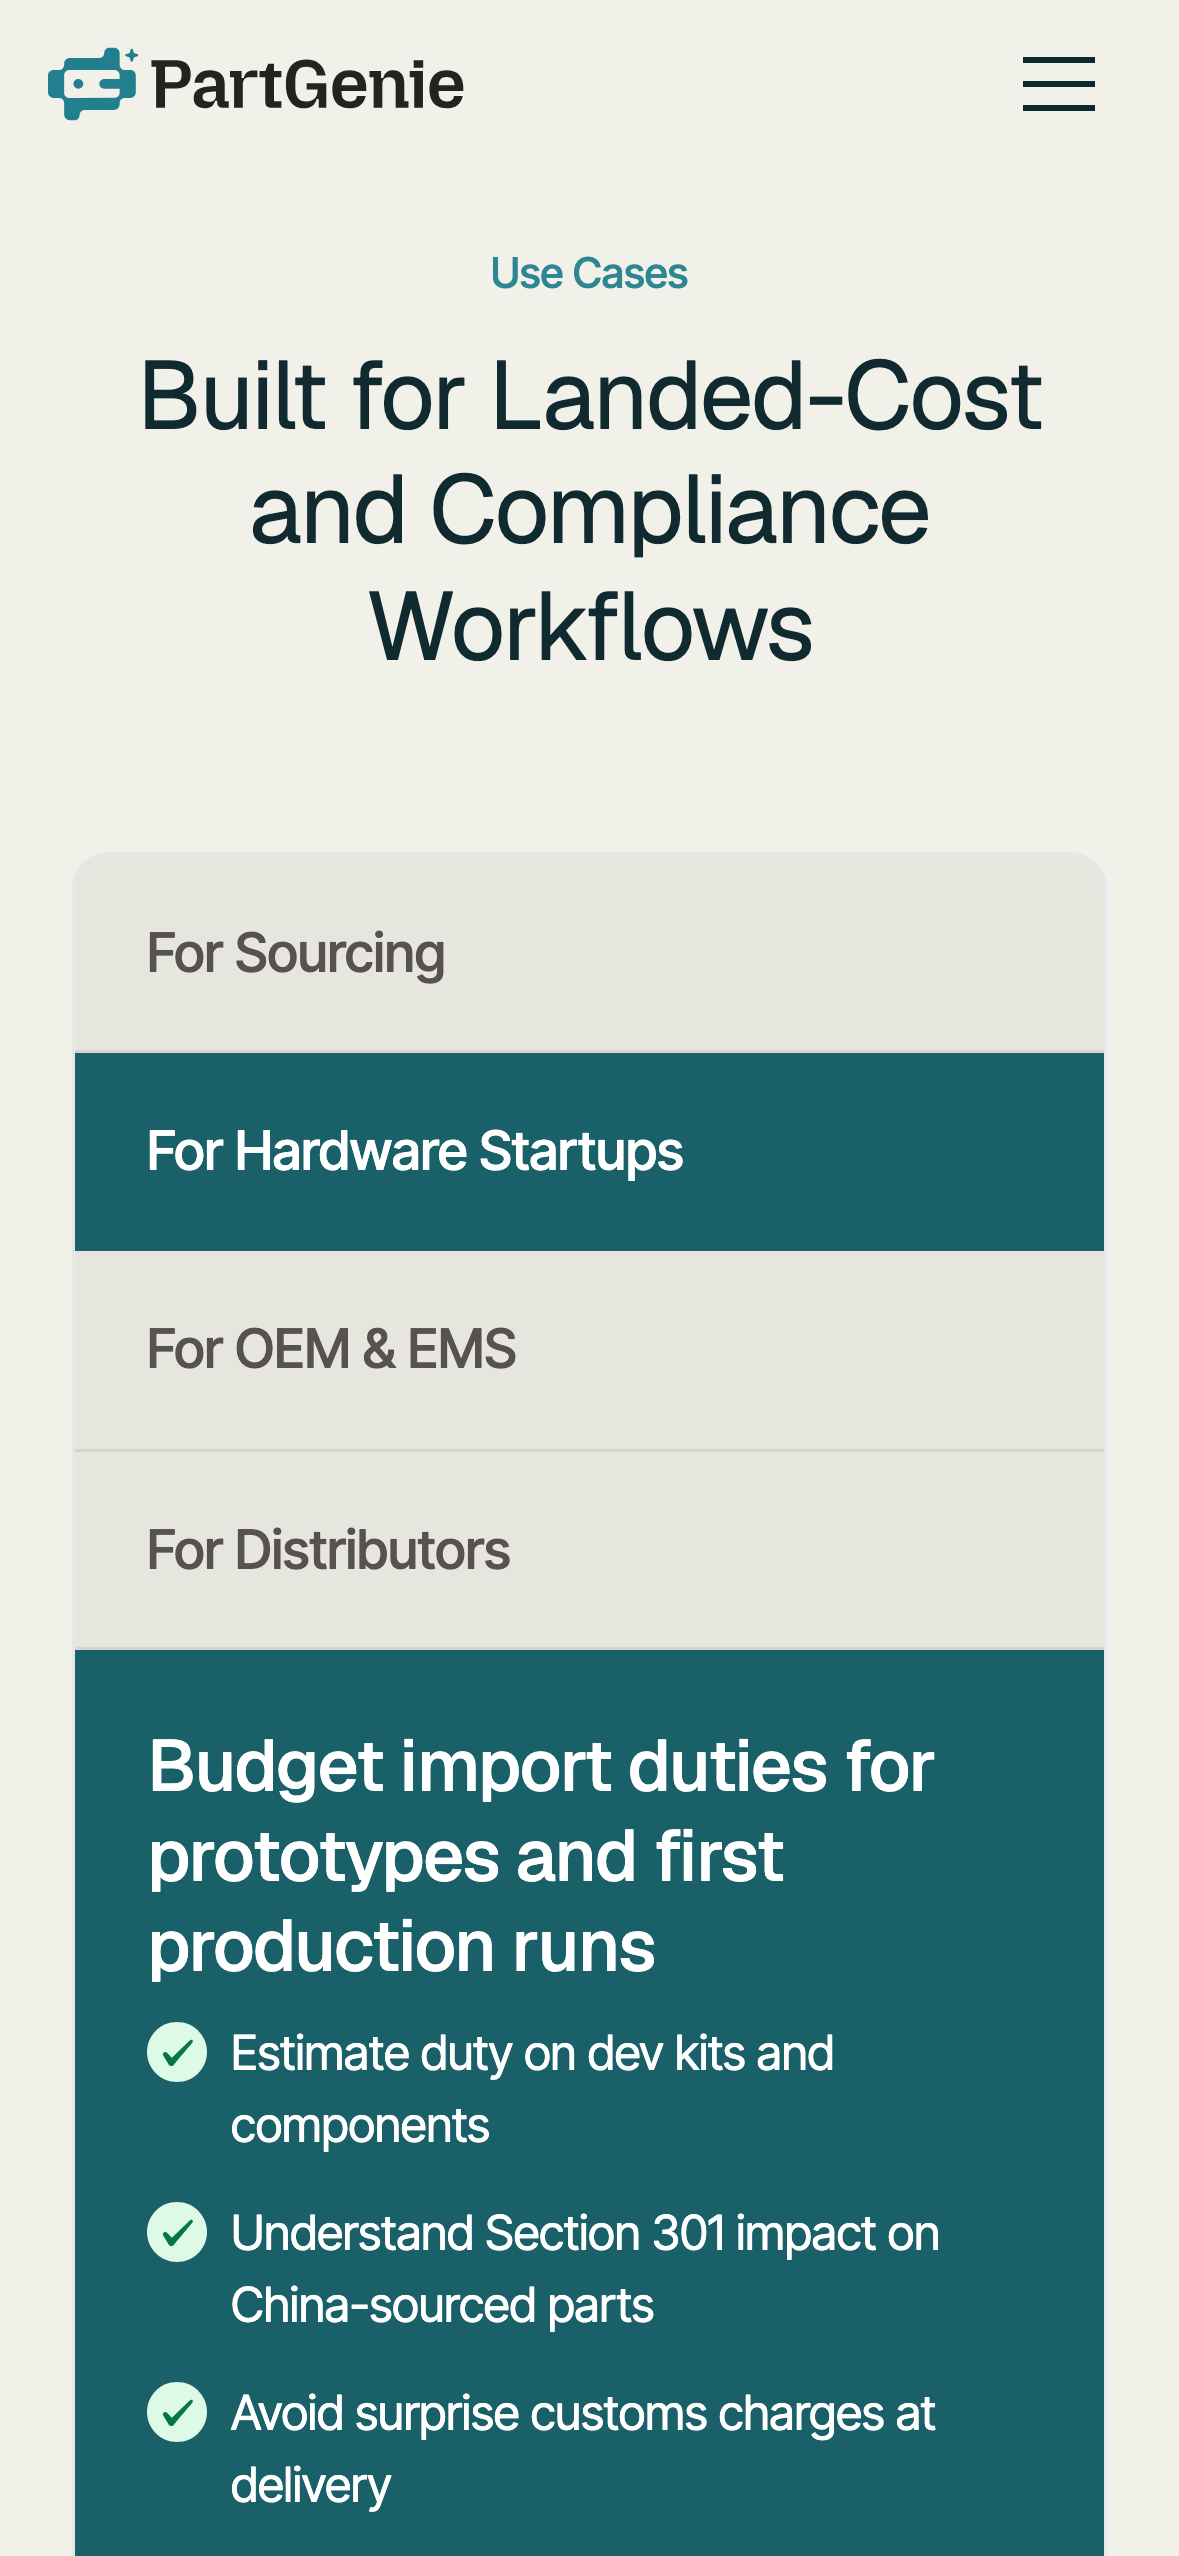 PartGenie
Use Cases
Built for Landed-Cost
and Compliance
Workflows
For Sourcing
For Hardware Startups
For OEM & EMS
For Distributors
Budget import duties for
prototypes and first
production runs
Estimate duty on dev kits and
components
Understand Section 301 impact on
China-sourced parts
Avoid surprise customs charges at
delivery